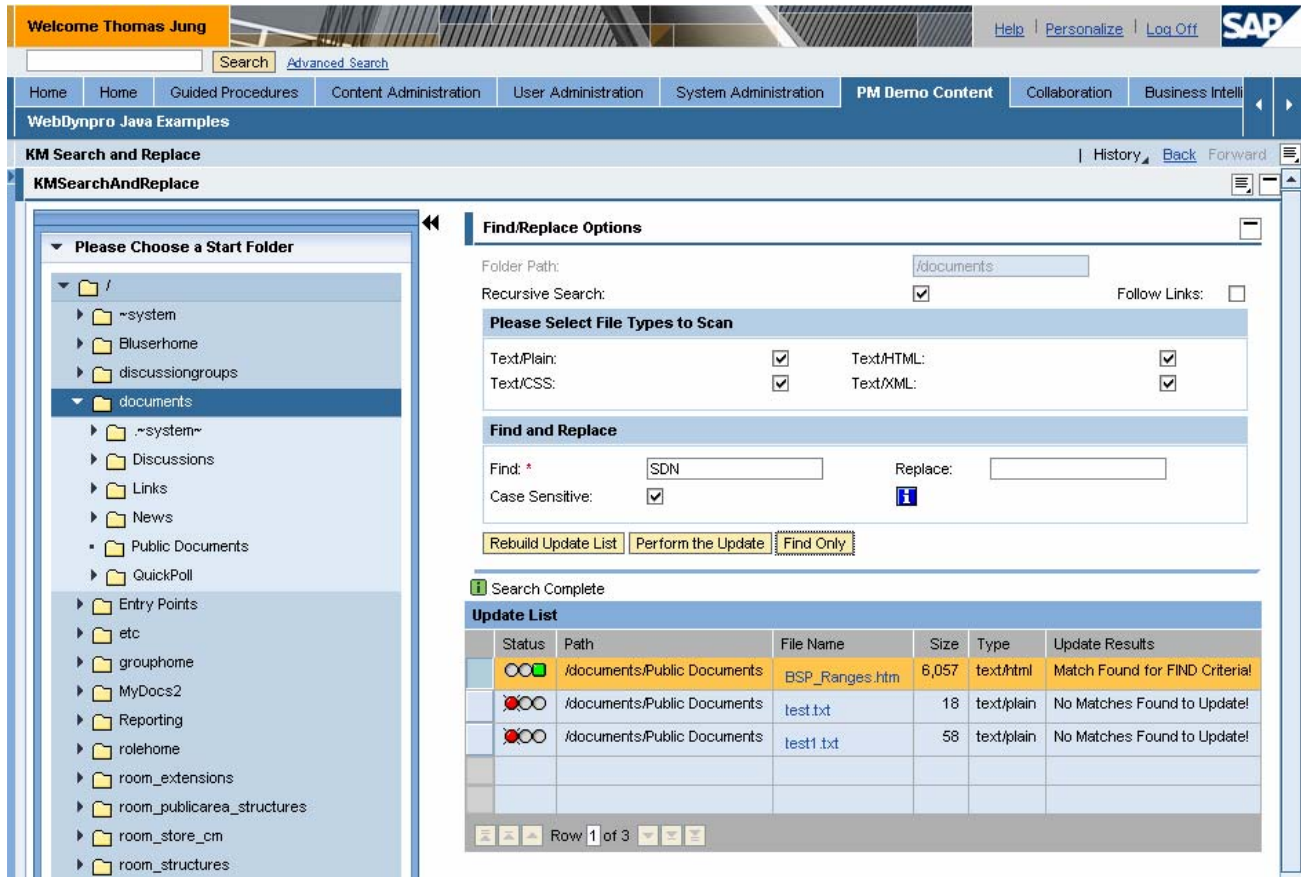 Welcome Thomas Jung
Help | Personalize | Log Off
SAP
Search Advanced Search
Home Home Guided Procedures Content Administration User Administration System Administration PM Demo Content Collaboration Business Intelli
WebDynpro Java Examples
KM Search and Replace
| History Back Forward
KMSearchAndReplace
Please Choose a Start Folder
/
~system
BIuserhome
discussiongroups
documents
.~system~
Discussions
Links
News
Public Documents
QuickPoll
Entry Points
etc
grouphome
MyDocs2
Reporting
rolehome
room_extensions
room_publicarea_structures
room_store_cm
room_structures
Find/Replace Options
Folder Path: /documents
Recursive Search: Follow Links:
Please Select File Types to Scan
Text/Plain: Text/HTML:
Text/CSS: Text/XML:
Find and Replace
Find: * SDN Replace:
Case Sensitive:
Rebuild Update List Perform the Update Find Only
Search Complete
Update List
Status Path File Name Size Type Update Results
/documents/Public Documents BSP_Ranges.htm 6,057 text/html Match Found for FIND Criteria!
/documents/Public Documents test.txt 18 text/plain No Matches Found to Update!
/documents/Public Documents test1.txt 58 text/plain No Matches Found to Update!
Row 1 of 3